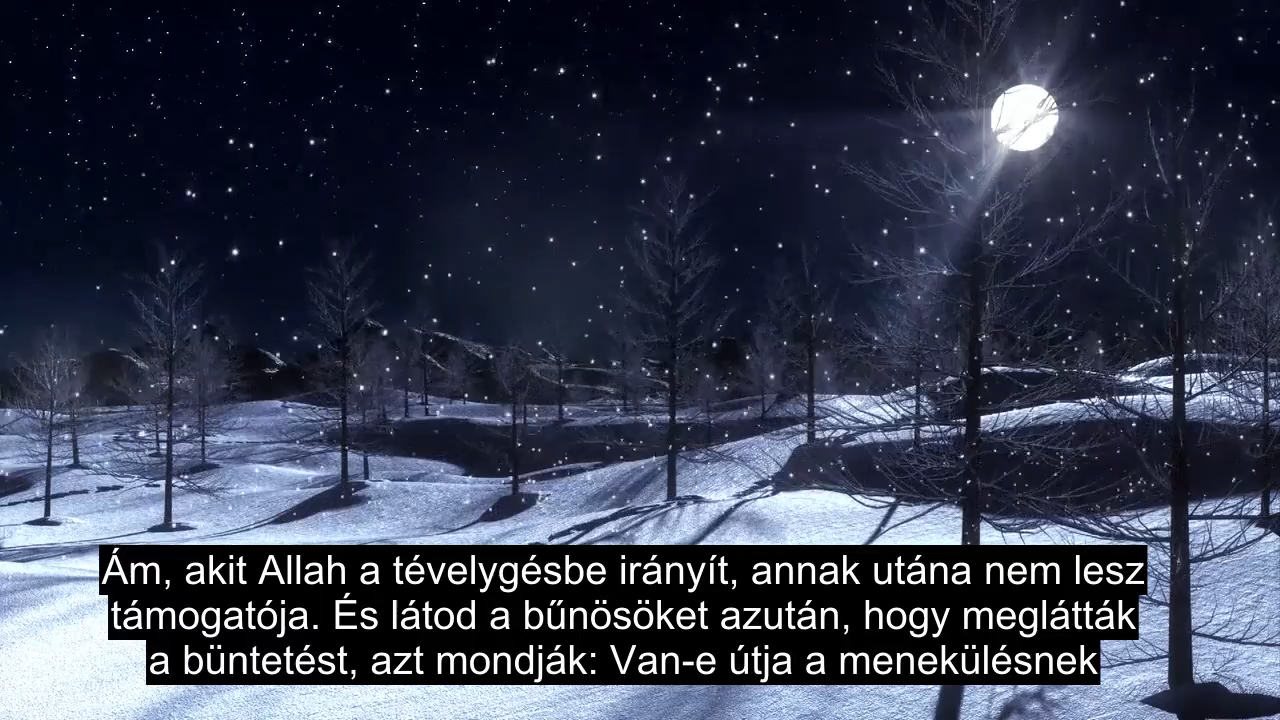 Ám, akit Allah a tévelygésbe irányít, annak utána nem lesz
támogatója. És látod a bűnösöket azután, hogy meglátták
a büntetést, azt mondják: Van-e útja a menekülésnek